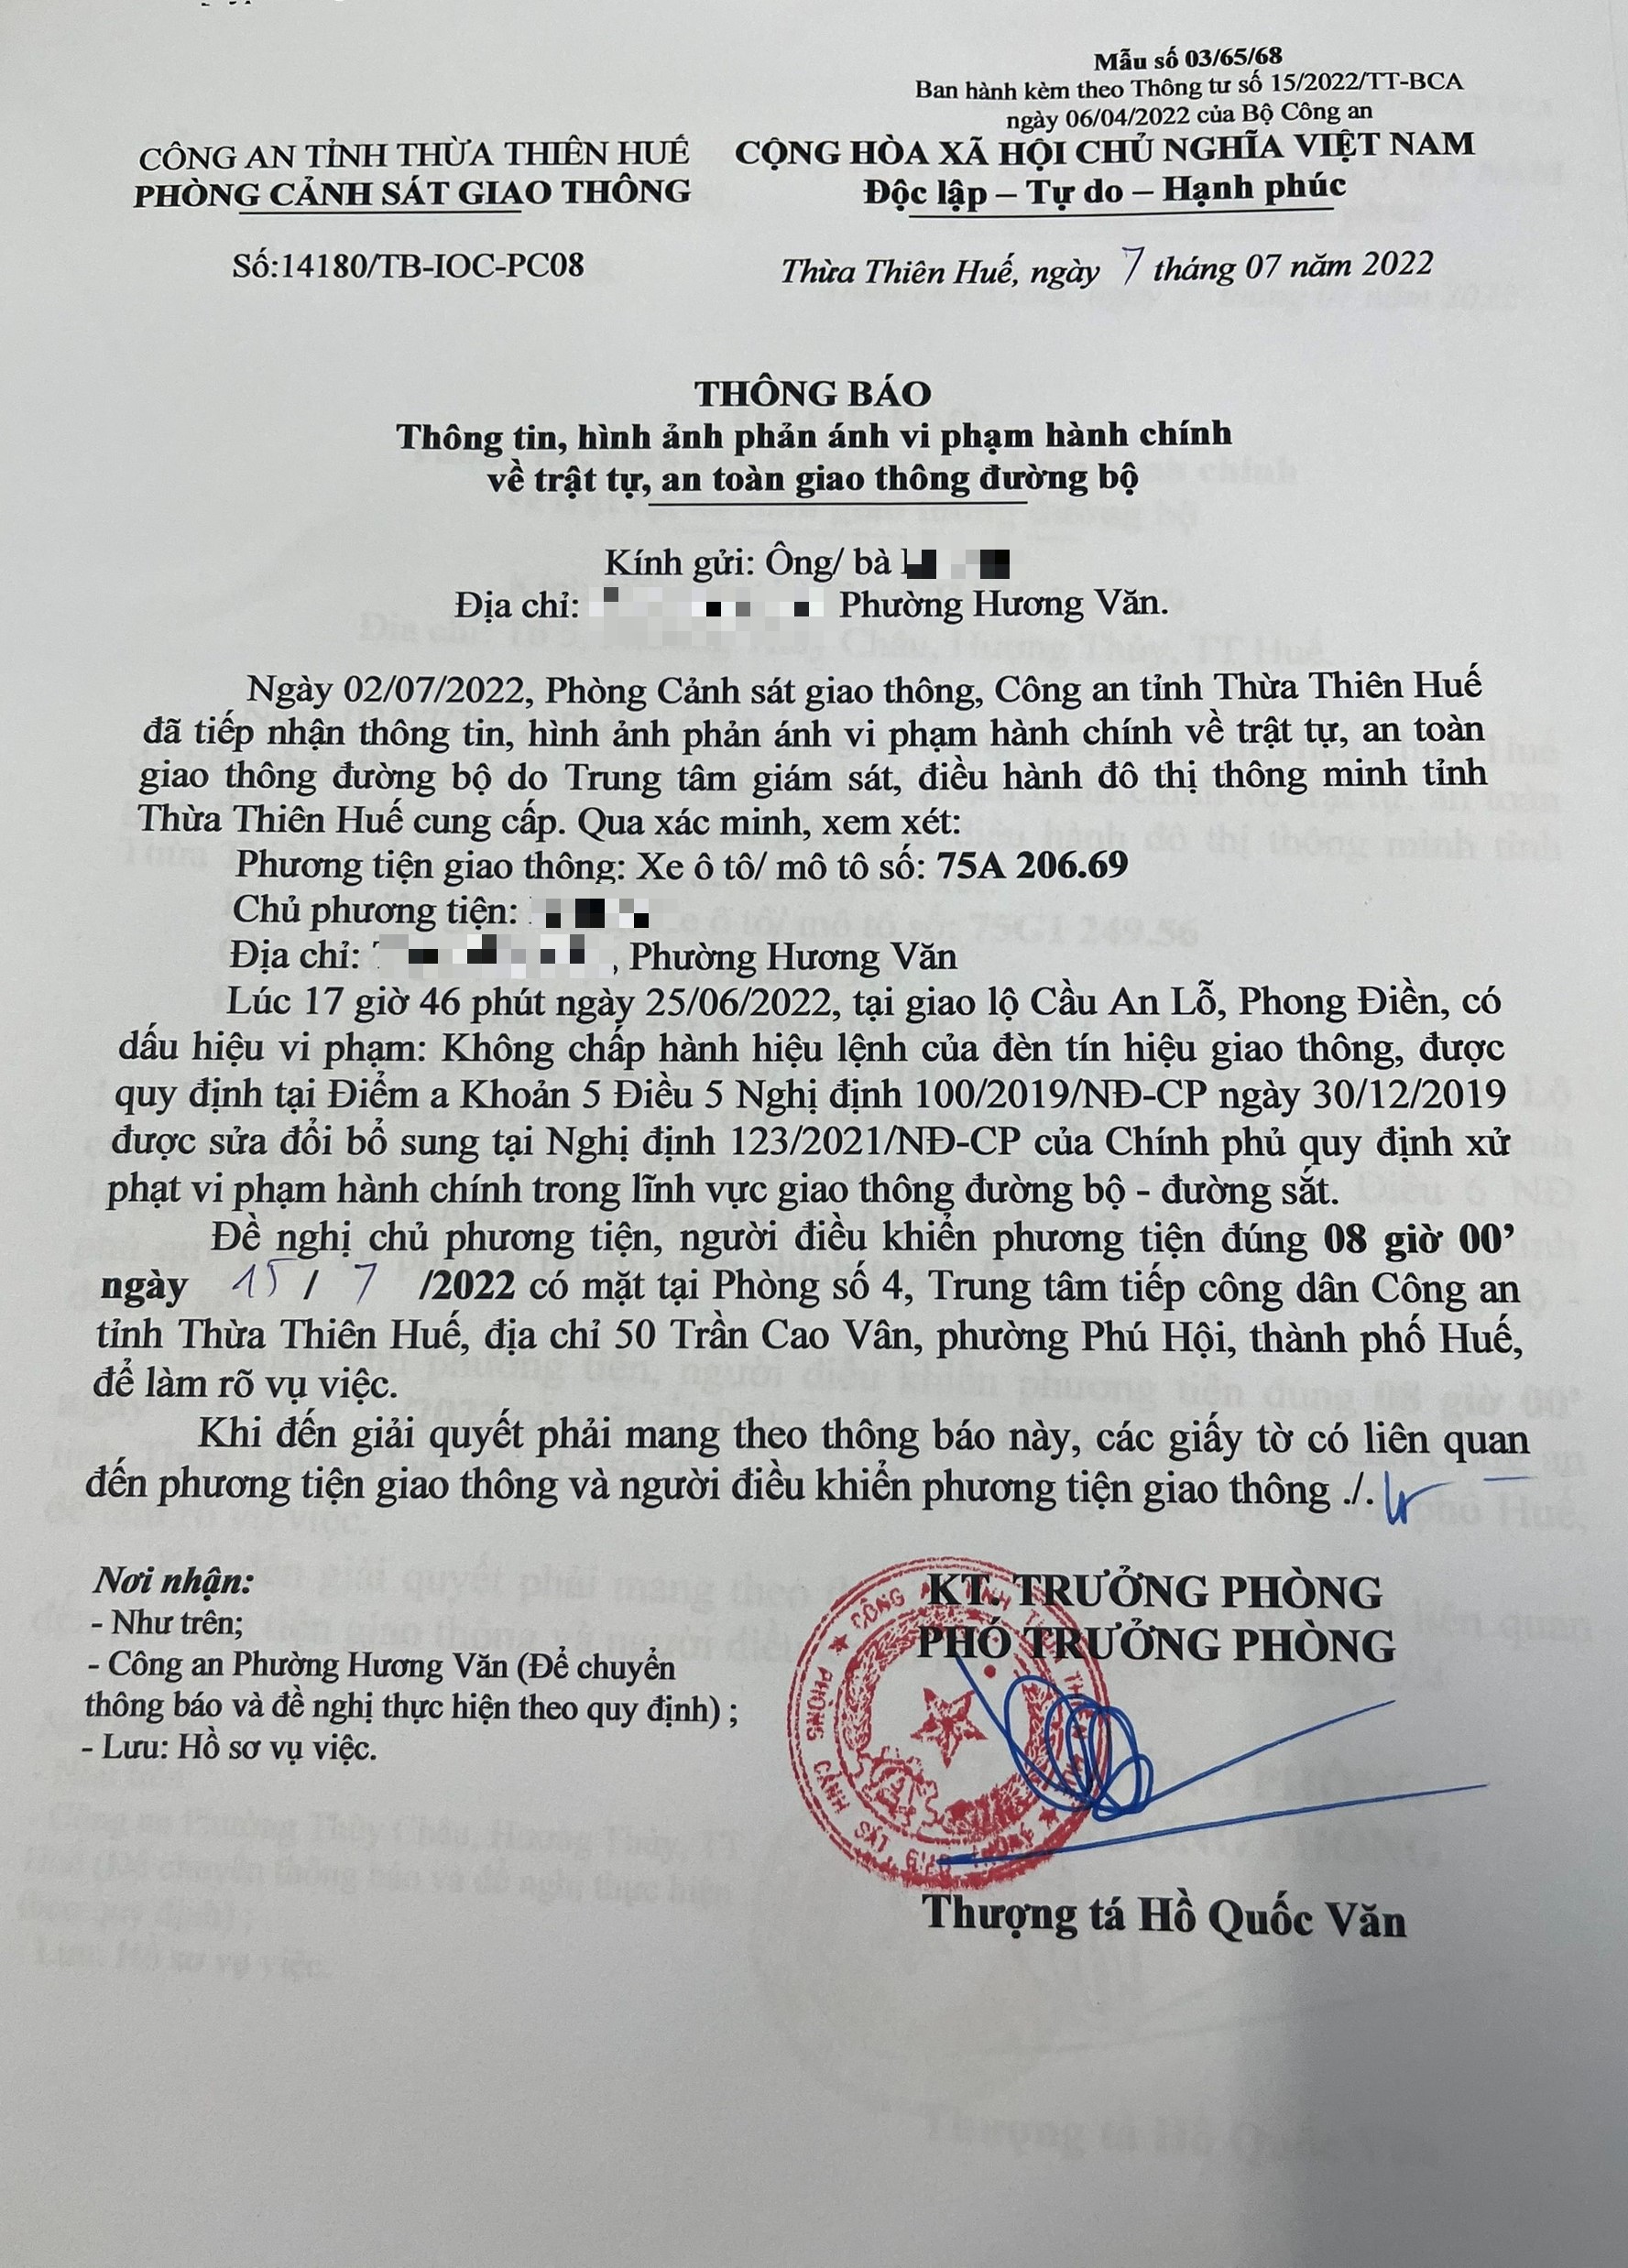 Mẫu số 03/65/68
Ban hành kèm theo Thông tư số 15/2022/TT-BCA
ngày 06/04/2022 của Bộ Công an
CÔNG AN TỈNH THỪA THIÊN HUẾ
PHÒNG CẢNH SÁT GIAO THÔNG
CỘNG HÒA XÃ HỘI CHỦ NGHĨA VIỆT NAM
Độc lập – Tự do – Hạnh phúc
Số:14180/TB-IOC-PC08
Thừa Thiên Huế, ngày 7 tháng 07 năm 2022
THÔNG BÁO
Thông tin, hình ảnh phản ánh vi phạm hành chính
về trật tự, an toàn giao thông đường bộ
Kính gửi: Ông/ bà
Địa chỉ: Phường Hương Văn.
Ngày 02/07/2022, Phòng Cảnh sát giao thông, Công an tỉnh Thừa Thiên Huế
đã tiếp nhận thông tin, hình ảnh phản ánh vi phạm hành chính về trật tự, an toàn
giao thông đường bộ do Trung tâm giám sát, điều hành đô thị thông minh tỉnh
Thừa Thiên Huế cung cấp. Qua xác minh, xem xét:
Phương tiện giao thông: Xe ô tô/ mô tô số: 75A 206.69
Chủ phương tiện:
Địa chỉ: , Phường Hương Văn
Lúc 17 giờ 46 phút ngày 25/06/2022, tại giao lộ Cầu An Lỗ, Phong Điền, có
dấu hiệu vi phạm: Không chấp hành hiệu lệnh của đèn tín hiệu giao thông, được
quy định tại Điểm a Khoản 5 Điều 5 Nghị định 100/2019/NĐ-CP ngày 30/12/2019
được sửa đổi bổ sung tại Nghị định 123/2021/NĐ-CP của Chính phủ quy định xử
phạt vi phạm hành chính trong lĩnh vực giao thông đường bộ - đường sắt.
Đề nghị chủ phương tiện, người điều khiển phương tiện đúng 08 giờ 00’
ngày 15 / 7 /2022 có mặt tại Phòng số 4, Trung tâm tiếp công dân Công an
tỉnh Thừa Thiên Huế, địa chỉ 50 Trần Cao Vân, phường Phú Hội, thành phố Huế,
để làm rõ vụ việc.
Khi đến giải quyết phải mang theo thông báo này, các giấy tờ có liên quan
đến phương tiện giao thông và người điều khiển phương tiện giao thông ./.
Nơi nhận:
- Như trên;
- Công an Phường Hương Văn (Để chuyển
thông báo và đề nghị thực hiện theo quy định) ;
- Lưu: Hồ sơ vụ việc.
KT. TRƯỞNG PHÒNG
PHÓ TRƯỞNG PHÒNG
Thượng tá Hồ Quốc Văn